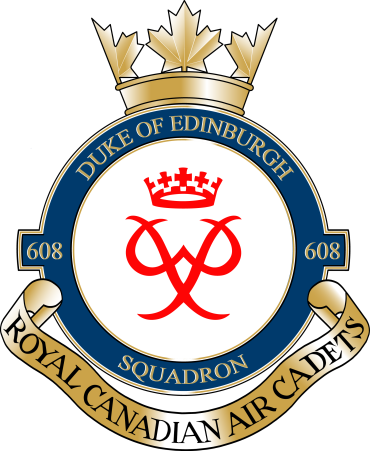 DUKE OF EDINBURGH
608
608
SQUADRON
ROYAL CANADIAN AIR CADETS